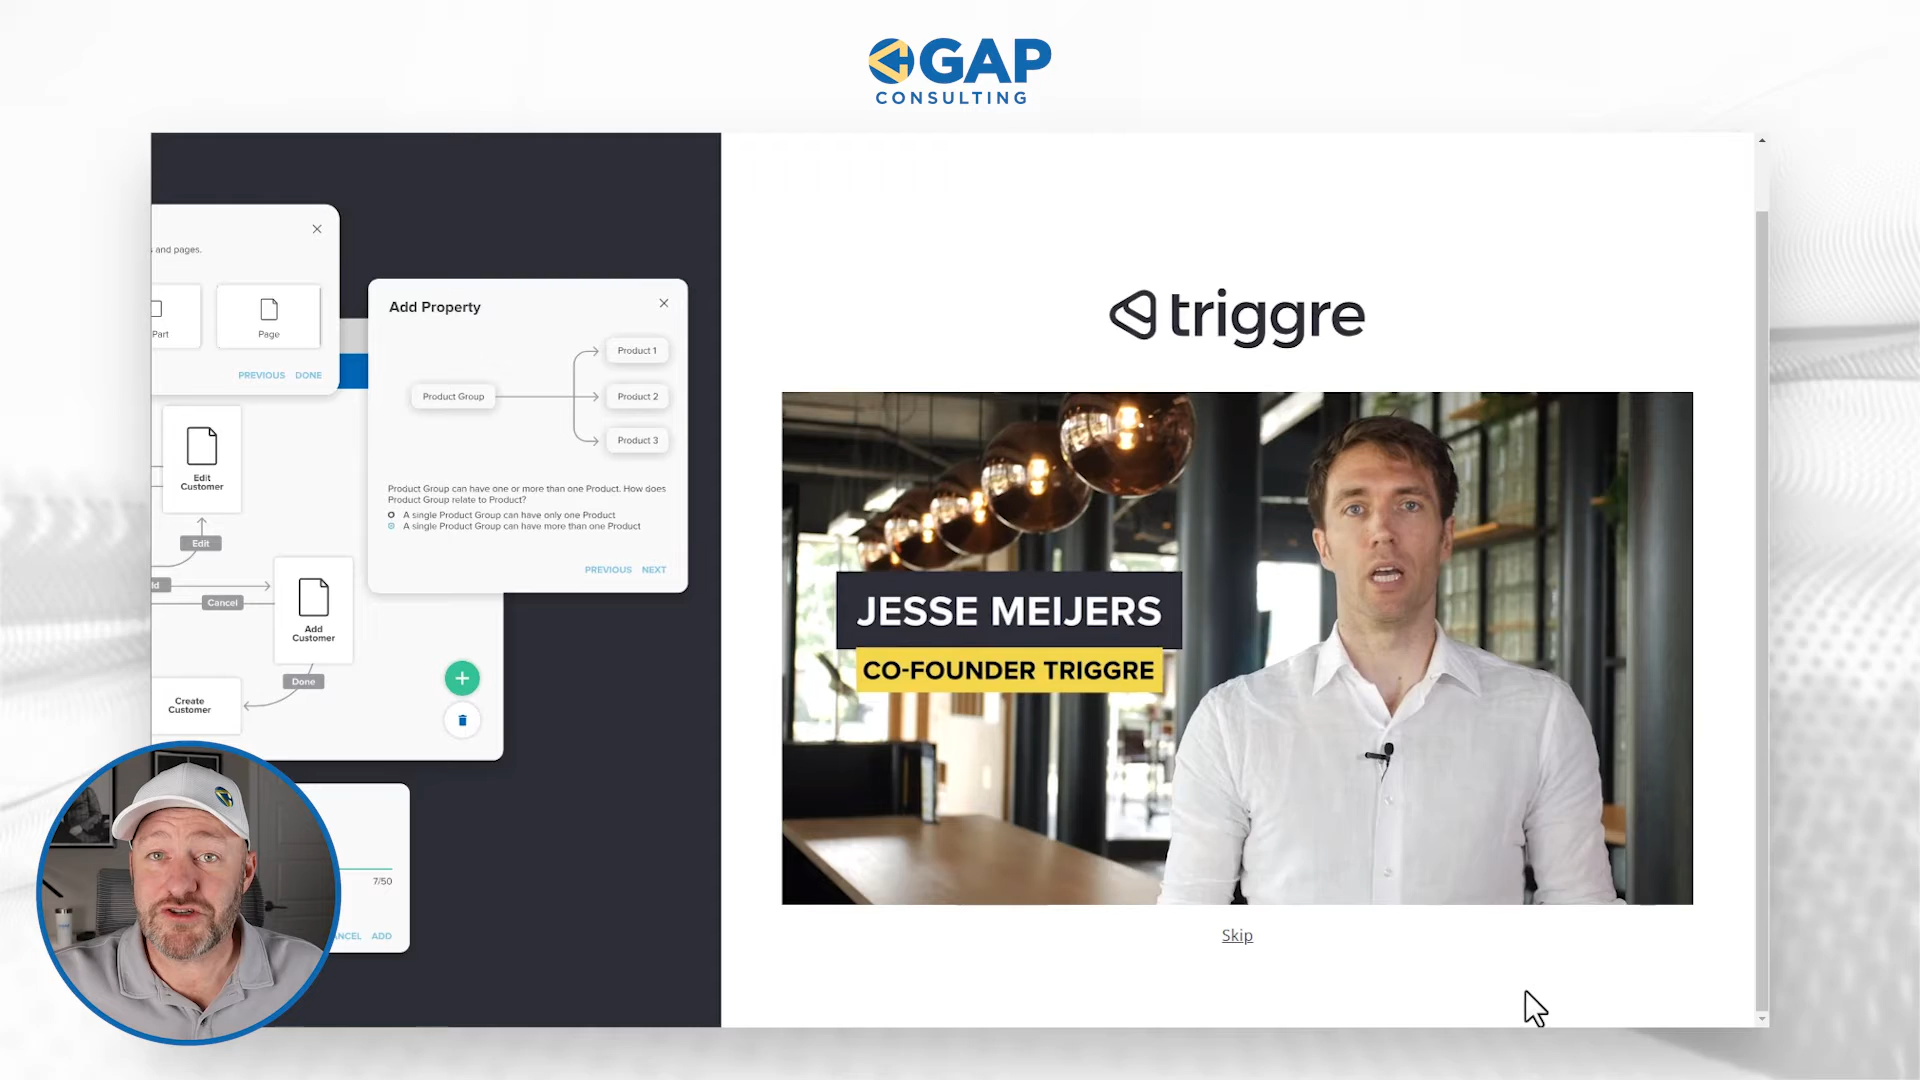 GAP
CONSULTING
and pages.
Part
Page
PREVIOUS DONE
Add Property
Product Group
Product 1
Product 2
Product 3
Product Group can have one or more than one Product. How does
Product Group relate to Product?
A single Product Group can have only one Product
A single Product Group can have more than one Product
PREVIOUS NEXT
Edit
Customer
Edit
Cancel
Add
Customer
Done
Create
Customer
7/50
ANCEL ADD
triggre
JESSE MEIJERS
CO-FOUNDER TRIGGRE
Skip